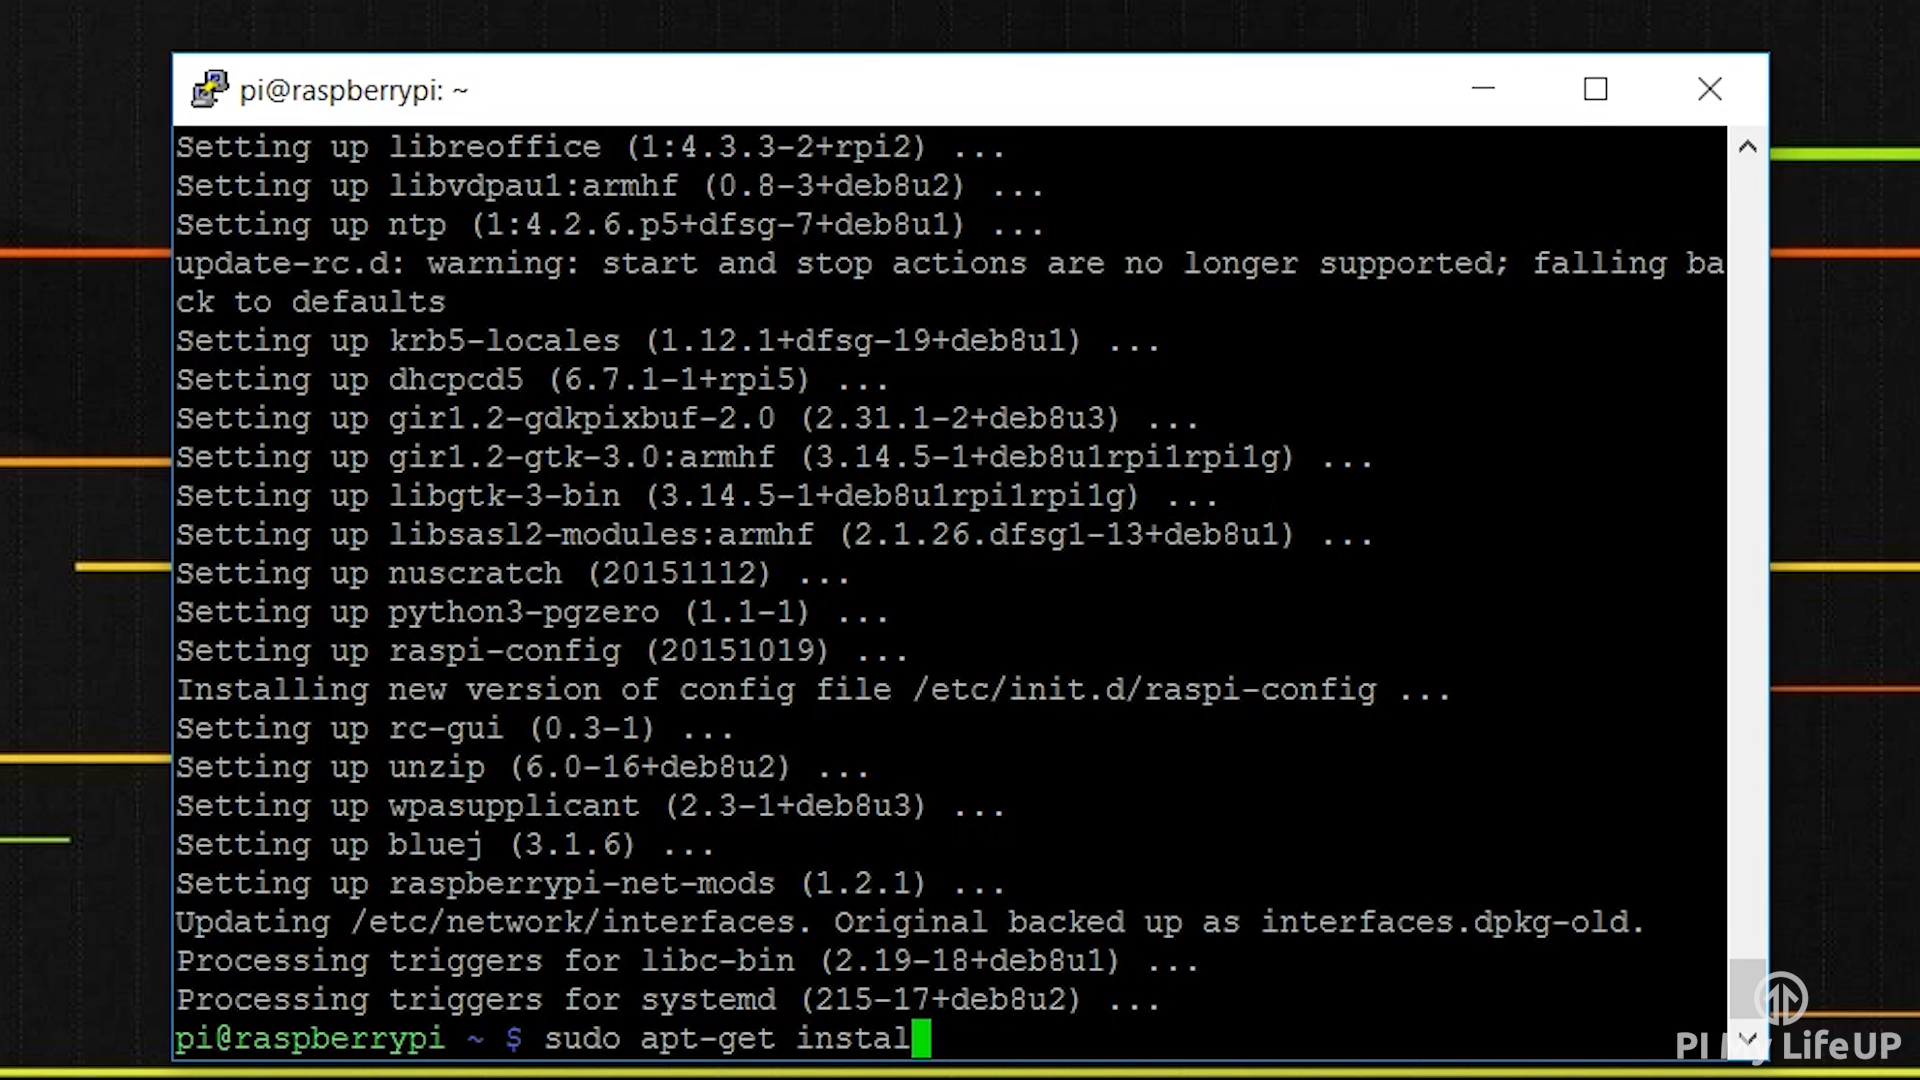 pi@raspberrypi: ~
Setting up libreoffice (1:4.3.3-2+rpi2) ...
Setting up libvdpau1:armhf (0.8-3+deb8u2) ...
Setting up ntp (1:4.2.6.p5+dfsg-7+deb8u1) ...
update-rc.d: warning: start and stop actions are no longer supported; falling ba
ck to defaults
Setting up krb5-locales (1.12.1+dfsg-19+deb8u1) ...
Setting up dhcpcd5 (6.7.1-1+rpi5) ...
Setting up gir1.2-gdkpixbuf-2.0 (2.31.1-2+deb8u3) ...
Setting up gir1.2-gtk-3.0:armhf (3.14.5-1+deb8u1rpi1rpi1g) ...
Setting up libgtk-3-bin (3.14.5-1+deb8u1rpi1rpi1g) ...
Setting up libsasl2-modules:armhf (2.1.26.dfsg1-13+deb8u1) ...
Setting up nuscratch (20151112) ...
Setting up python3-pgzero (1.1-1) ...
Setting up raspi-config (20151019) ...
Installing new version of config file /etc/init.d/raspi-config ...
Setting up rc-gui (0.3-1) ...
Setting up unzip (6.0-16+deb8u2) ...
Setting up wpasupplicant (2.3-1+deb8u3) ...
Setting up bluej (3.1.6) ...
Setting up raspberrypi-net-mods (1.2.1) ...
Updating /etc/network/interfaces. Original backed up as interfaces.dpkg-old.
Processing triggers for libc-bin (2.19-18+deb8u1) ...
Processing triggers for systemd (215-17+deb8u2) ...
pi@raspberrypi ~ $ sudo apt-get instal
PI My LifeUP